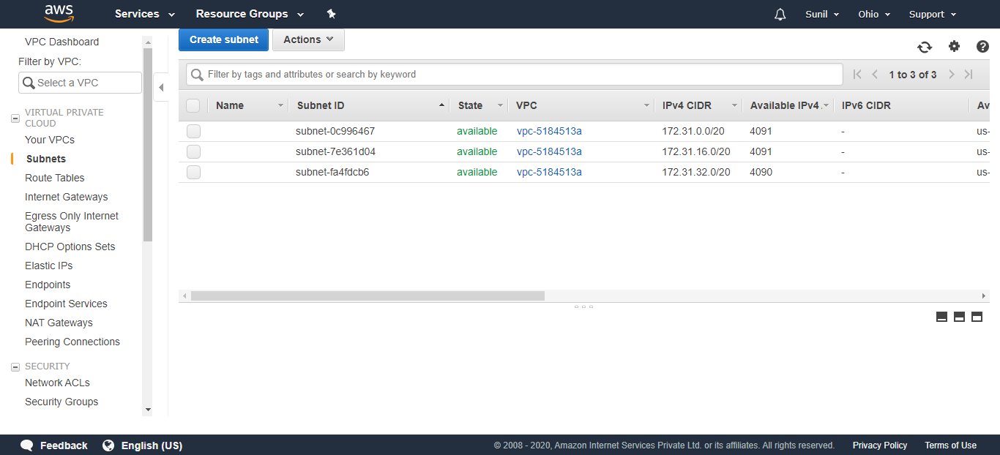 aws Services Resource Groups Sunil Ohio Support
VPC Dashboard
Filter by VPC:
Select a VPC
VIRTUAL PRIVATE
CLOUD
Your VPCs
Subnets
Route Tables
Internet Gateways
Egress Only Internet
Gateways
DHCP Options Sets
Elastic IPs
Endpoints
Endpoint Services
NAT Gateways
Peering Connections
SECURITY
Network ACLs
Security Groups
Create subnet Actions
Filter by tags and attributes or search by keyword 1 to 3 of 3
Name Subnet ID State VPC IPv4 CIDR Available IPv4 IPv6 CIDR Av
subnet-0c996467 available vpc-5184513a 172.31.0.0/20 4091 - us-
subnet-7e361d04 available vpc-5184513a 172.31.16.0/20 4091 - us-
subnet-fa4fdcb6 available vpc-5184513a 172.31.32.0/20 4090 - us-
Feedback English (US) © 2008 - 2020, Amazon Internet Services Private Ltd. or its affiliates. All rights reserved. Privacy Policy Terms of Use